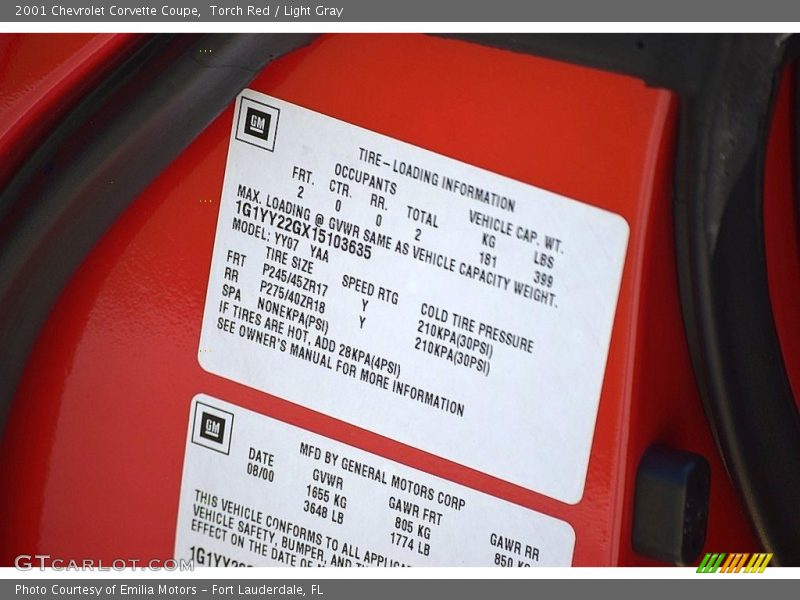 2001 Chevrolet Corvette Coupe, Torch Red / Light Gray
GM
TIRE-LOADING INFORMATION
OCCUPANTS VEHICLE CAP. WT.
FRT. CTR. RR. TOTAL KG LBS
2 0 0 2 181 399
MAX. LOADING @ GVWR SAME AS VEHICLE CAPACITY WEIGHT.
1G1YY22GX15103635
MODEL: YY07 YAA
TIRE SIZE SPEED RTG COLD TIRE PRESSURE
FRT P245/45ZR17 Y 210KPA(30PSI)
RR P275/40ZR18 Y 210KPA(30PSI)
SPA NONEKPA(PSI)
IF TIRES ARE HOT, ADD 28KPA(4PSI)
SEE OWNER'S MANUAL FOR MORE INFORMATION
GM
MFD BY GENERAL MOTORS CORP
DATE GVWR GAWR FRT GAWR RR
08/00 1655 KG 805 KG 850
3648 LB 1774 LB
THIS VEHICLE CONFORMS TO ALL
VEHICLE SAFETY, BUMPER, AND
EFFECT ON THE DATE OF
GTcarlot.com
Photo Courtesy of Emilia Motors - Fort Lauderdale, FL